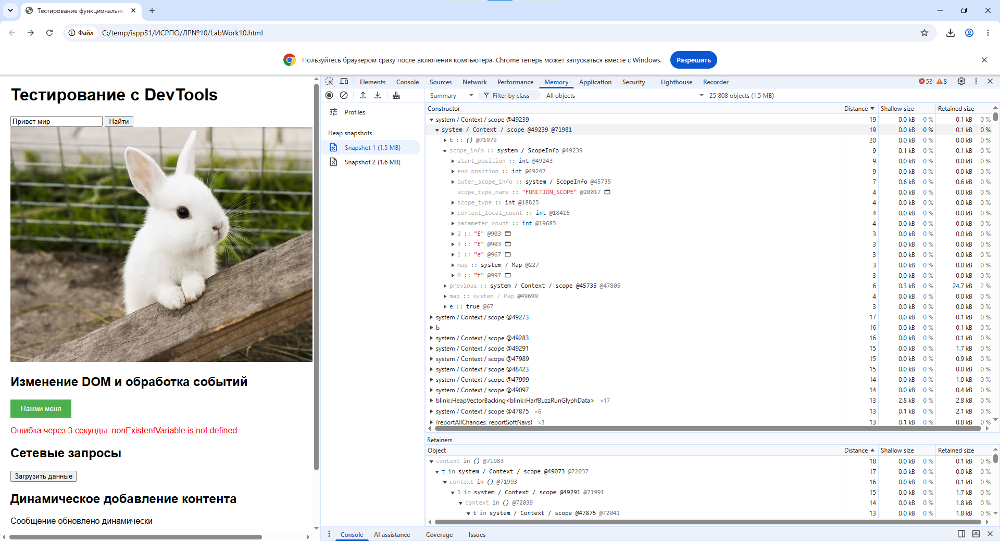 Тестирование функционально
Файл
C:/temp/ispp31/ИСРПО/ЛР№10/LabWork10.html
Пользуйтесь браузером сразу после включения компьютера. Chrome теперь может запускаться вместе с Windows.
Разрешить
Тестирование с DevTools
Привет мир
Найти
Изменение DOM и обработка событий
Нажми меня
Ошибка через 3 секунды: nonExistentVariable is not defined
Сетевые запросы
Загрузить данные
Динамическое добавление контента
Сообщение обновлено динамически
Elements Console Sources Network Performance Memory Application Security Lighthouse Recorder 53 8
Summary Filter by class All objects 25 808 objects (1.5 MB)
Profiles
Heap snapshots
Snapshot 1 (1.5 MB)
Snapshot 2 (1.6 MB)
Constructor Distance Shallow size Retained size
system / Context / scope @49239 19 0.0 kB 0 % 0.1 kB 0 %
system / Context / scope @49239 @71981 19 0.0 kB 0 % 0.1 kB 0 %
t :: () @71979 20 0.0 kB 0 % 0.0 kB 0 %
scope_info :: system / ScopeInfo @49239 9 0.1 kB 0 % 0.1 kB 0 %
start_position :: int @49243 9 0.0 kB 0 % 0.0 kB 0 %
end_position :: int @49247 9 0.0 kB 0 % 0.0 kB 0 %
outer_scope_info :: system / ScopeInfo @45735 7 0.6 kB 0 % 0.6 kB 0 %
scope_type_name :: "FUNCTION_SCOPE" @20017 4 0.0 kB 0 % 0.0 kB 0 %
scope_type :: int @18825 4 0.0 kB 0 % 0.0 kB 0 %
context_local_count :: int @18415 4 0.0 kB 0 % 0.0 kB 0 %
parameter_count :: int @19685 4 0.0 kB 0 % 0.0 kB 0 %
2 :: "E" @903 3 0.0 kB 0 % 0.0 kB 0 %
3 :: "E" @903 3 0.0 kB 0 % 0.0 kB 0 %
1 :: "e" @967 3 0.0 kB 0 % 0.0 kB 0 %
map :: system / Map @227 3 0.0 kB 0 % 0.0 kB 0 %
0 :: "t" @997 3 0.0 kB 0 % 0.0 kB 0 %
previous :: system / Context / scope @45735 @47805 6 0.3 kB 0 % 24.7 kB 2 %
map :: system / Map @49699 4 0.0 kB 0 % 0.0 kB 0 %
e :: true @67 3 0.0 kB 0 % 0.0 kB 0 %
system / Context / scope @49273 17 0.0 kB 0 % 0.1 kB 0 %
b 16 0.0 kB 0 % 0.1 kB 0 %
system / Context / scope @49283 16 0.0 kB 0 % 0.1 kB 0 %
system / Context / scope @49291 15 0.0 kB 0 % 1.7 kB 0 %
system / Context / scope @47989 15 0.0 kB 0 % 0.9 kB 0 %
system / Context / scope @48423 15 0.0 kB 0 % 0.0 kB 0 %
system / Context / scope @47999 14 0.0 kB 0 % 1.0 kB 0 %
system / Context / scope @49097 14 0.0 kB 0 % 0.4 kB 0 %
blink::HeapVectorBacking<blink::HarfBuzzRunGlyphData> ×17 13 2.8 kB 0 % 2.8 kB 0 %
system / Context / scope @47875 ×6 13 0.1 kB 0 % 2.1 kB 0 %
{reportAllChanges, reportSoftNavs} ×3 13 0.1 kB 0 % 0.8 kB 0 %
Retainers
Object Distance Shallow size Retained size
context in () @71983 18 0.0 kB 0 % 0.1 kB 0 %
t in system / Context / scope @49073 @72037 17 0.0 kB 0 % 0.0 kB 0 %
context in () @71993 16 0.0 kB 0 % 0.1 kB 0 %
l in system / Context / scope @49291 @71991 15 0.0 kB 0 % 1.7 kB 0 %
context in () @72039 14 0.0 kB 0 % 1.8 kB 0 %
t in system / Context / scope @47875 @72041 13 0.0 kB 0 % 1.8 kB 0 %
Console AI assistance Coverage Issues